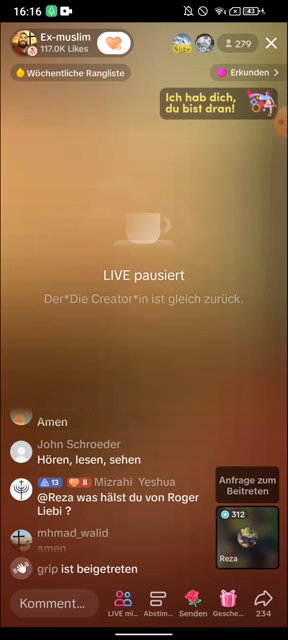 16:16
43
Ex-muslim
117.0K Likes
279
Wöchentliche Rangliste
Erkunden >
Ich hab dich,
du bist dran!
LIVE pausiert
Der*Die Creator*in ist gleich zurück.
Amen
John Schroeder
Hören, lesen, sehen
13 II Mizrahi Yeshua
@Reza was hälst du von Roger
Liebi ?
Anfrage zum
Beitreten
312
Reza
mhmad_walid
amen
grip ist beigetreten
Komment...
LIVE mi...
Abstim...
Senden
Gesche...
234